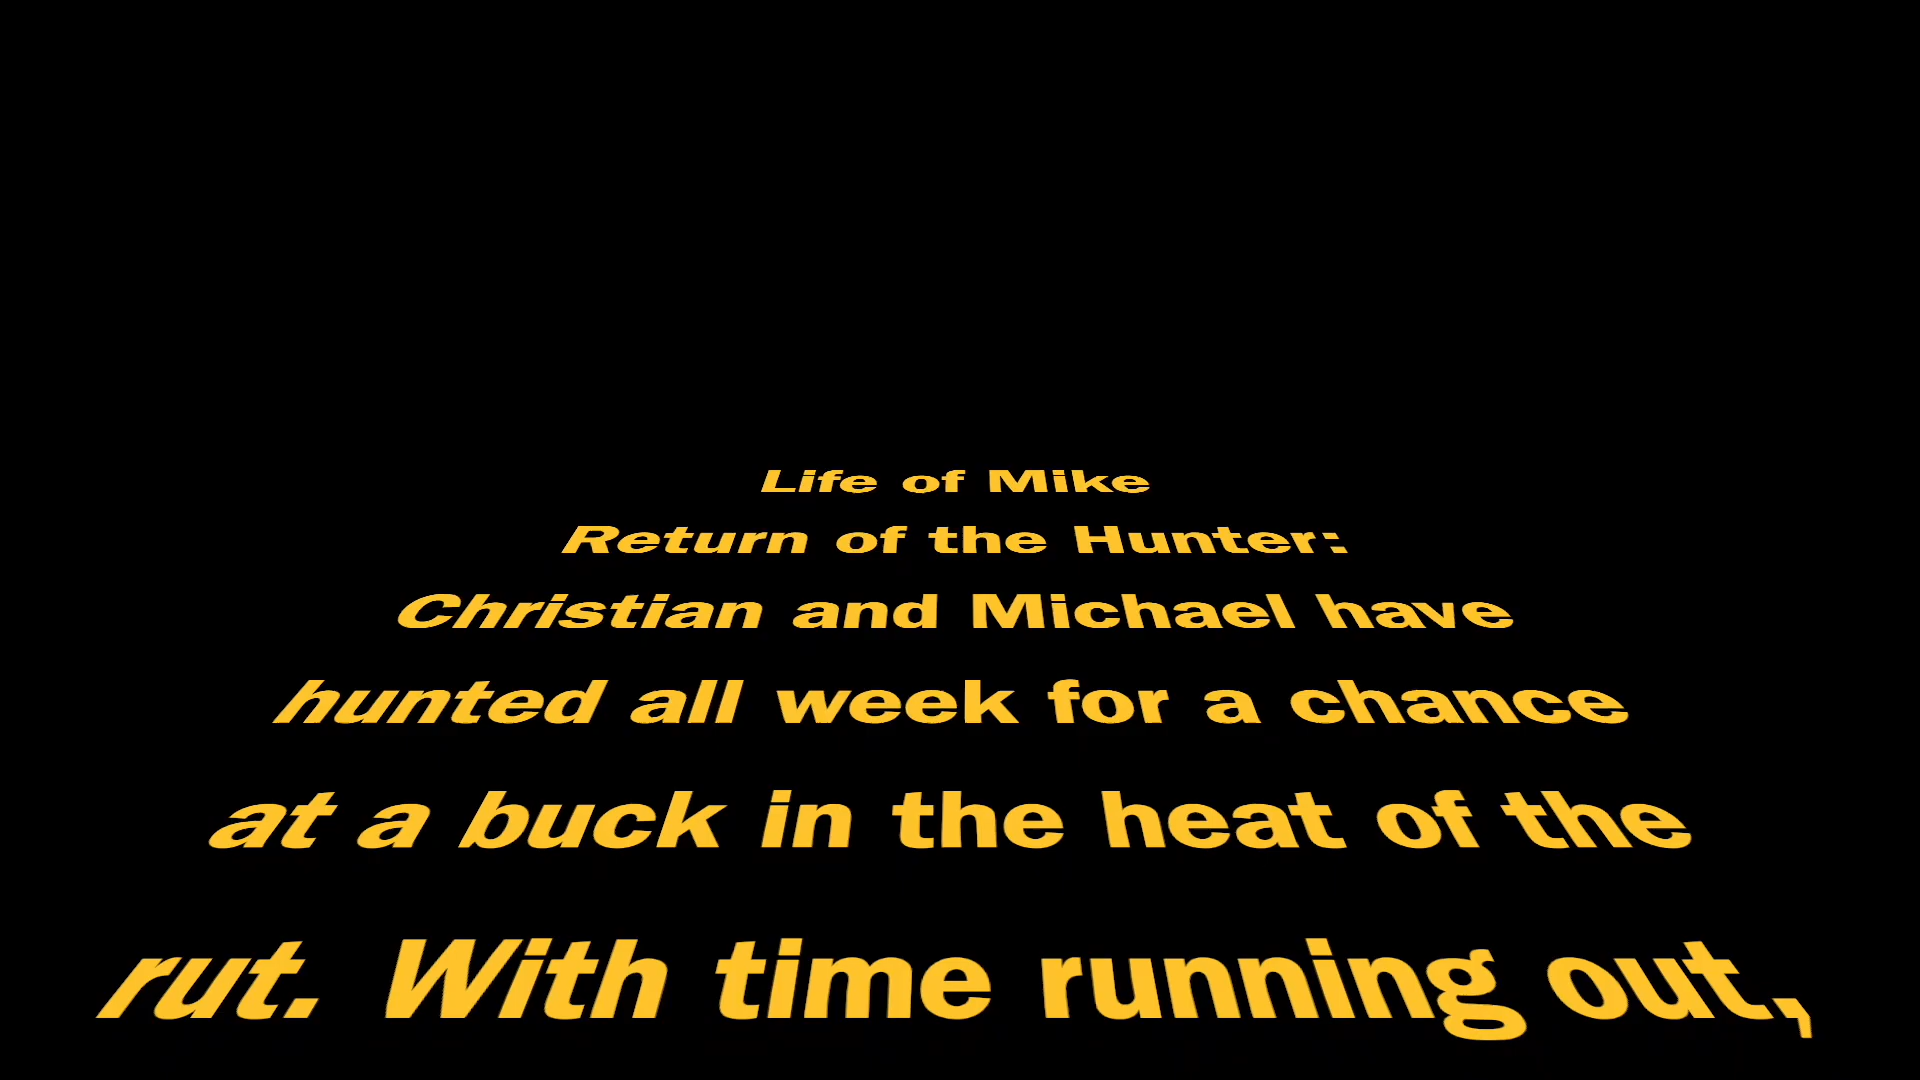 Life of Mike
Return of the Hunter:
Christian and Michael have
hunted all week for a chance
at a buck in the heat of the
rut. With time running out,